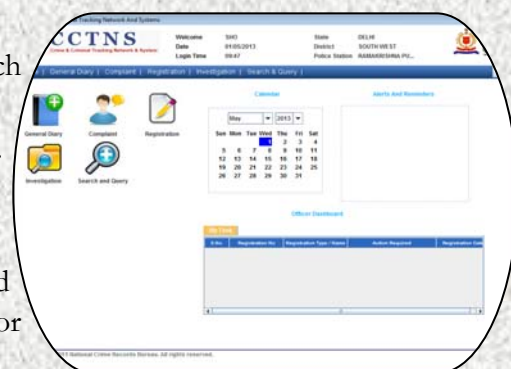 Tracking Network And Systems
CCTNS
Crime & Criminal Tracking Network & System
Welcome SHO State DELHI
Date 01/05/2013 District SOUTH WEST
Login Time 09:47 Police Station RAMAKRISHNA PU...
ch
General Diary | Complaint | Registration | Investigation | Search & Query |
Calendar
Alerts And Reminders
May 2013
Sun Mon Tue Wed Thu Fri Sat
1 2 3 4
5 6 7 8 9 10 11
12 13 14 15 16 17 18
19 20 21 22 23 24 25
26 27 28 29 30 31
General Diary Complaint Registration
Investigation Search and Query
Officer Dashboard
My Task
S.No Registration No Registration Type / Name Action Required Registration Date
d
or
National Crime Records Bureau. All rights reserved.